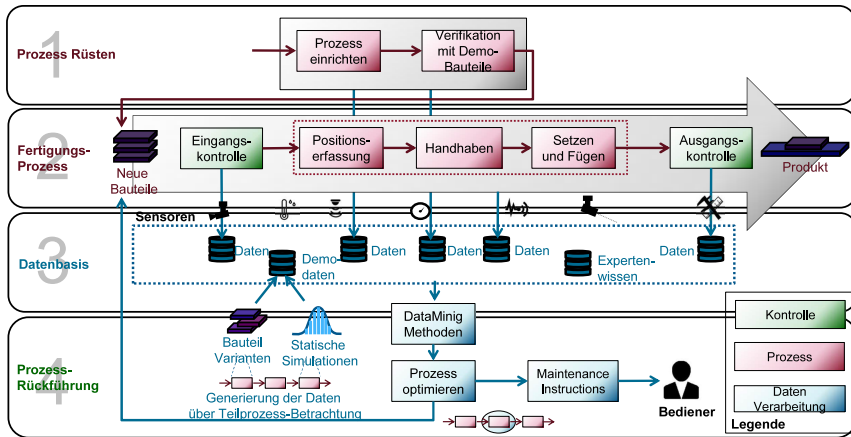 1
Prozess Rüsten
Prozess
einrichten
Verifikation
mit Demo-
Bauteile
2
Fertigungs-
Prozess
Neue
Bauteile
Eingangs-
kontrolle
Positions-
erfassung
Handhaben
Setzen
und Fügen
Ausgangs-
kontrolle
Produkt
Sensoren
3
Datenbasis
Daten
Demo-
daten
Daten
Daten
Daten
Experten-
wissen
Daten
4
Prozess-
Rückführung
Bauteil
Varianten
Statische
Simulationen
Generierung der Daten
über Teilprozess-Betrachtung
DataMinig
Methoden
Prozess
optimieren
Maintenance
Instructions
Bediener
Kontrolle
Prozess
Daten
Verarbeitung
Legende